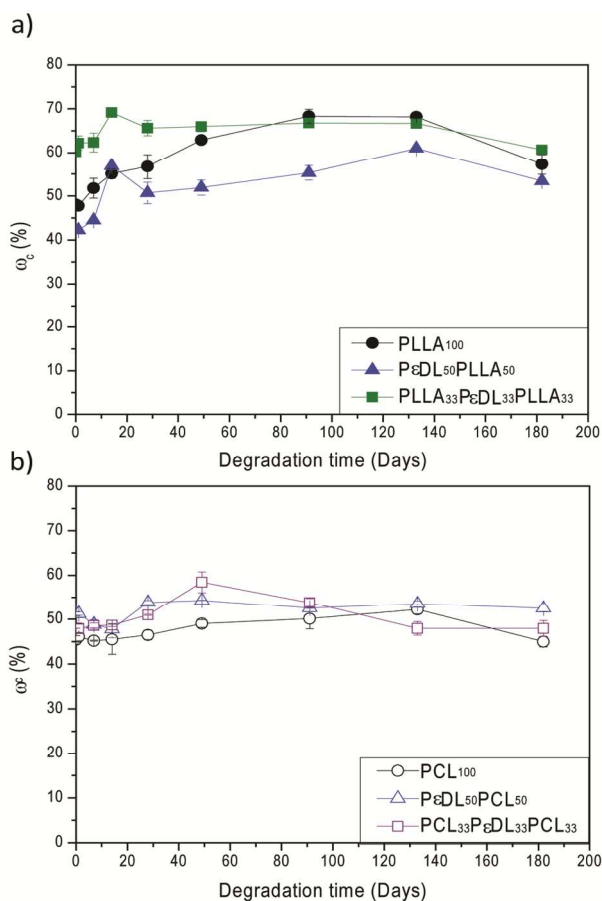 a)
80
70
60
50
40
30
20
10
0
ω_c (%)
PLLA₁₀₀
PεDL₅₀PLLA₅₀
PLLA₃₃PεDL₃₃PLLA₃₃
0 20 40 60 80 100 120 140 160 180 200
Degradation time (Days)
b)
80
70
60
50
40
30
20
10
0
ω^c (%)
PCL₁₀₀
PεDL₅₀PCL₅₀
PCL₃₃PεDL₃₃PCL₃₃
0 20 40 60 80 100 120 140 160 180 200
Degradation time (Days)